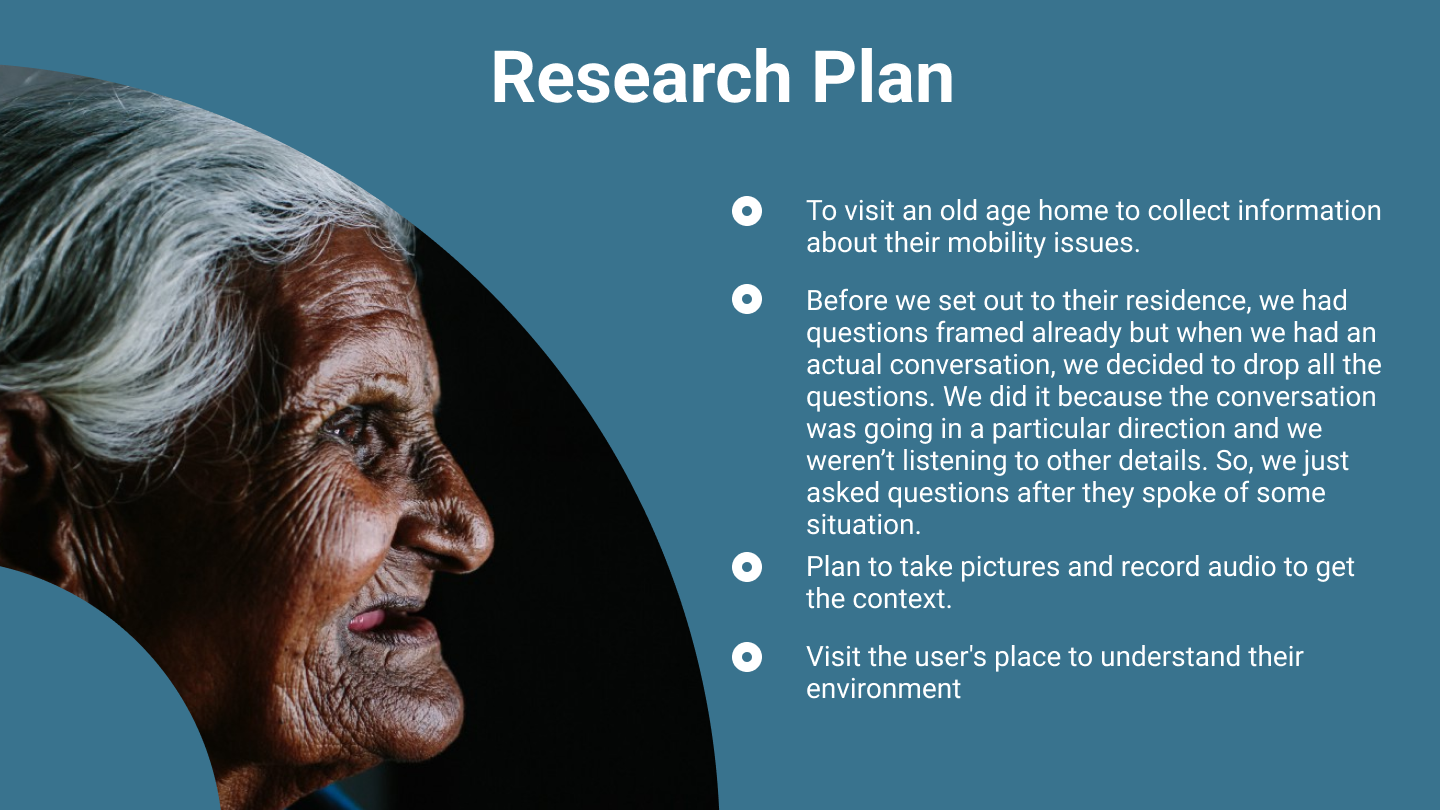 Research Plan
To visit an old age home to collect information
about their mobility issues.
Before we set out to their residence, we had
questions framed already but when we had an
actual conversation, we decided to drop all the
questions. We did it because the conversation
was going in a particular direction and we
weren’t listening to other details. So, we just
asked questions after they spoke of some
situation.
Plan to take pictures and record audio to get
the context.
Visit the user's place to understand their
environment